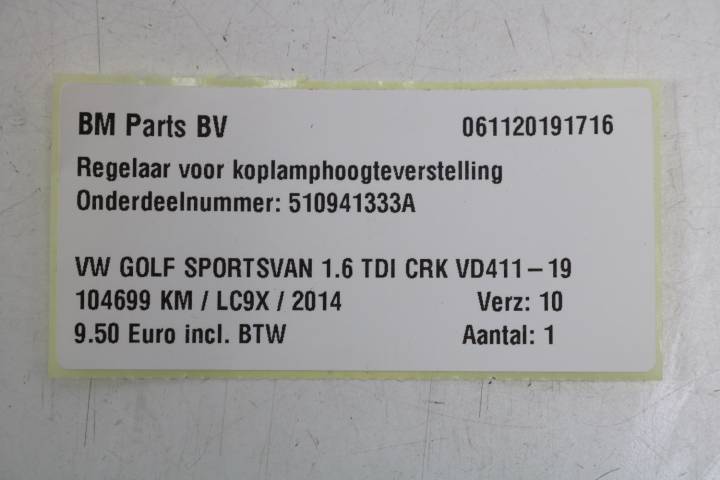 BM Parts BV 061120191716
Regelaar voor koplamphoogteverstelling
Onderdeelnummer: 510941333A
VW GOLF SPORTSVAN 1.6 TDI CRK VD411-19
104699 KM / LC9X / 2014 Verz: 10
9.50 Euro incl. BTW Aantal: 1